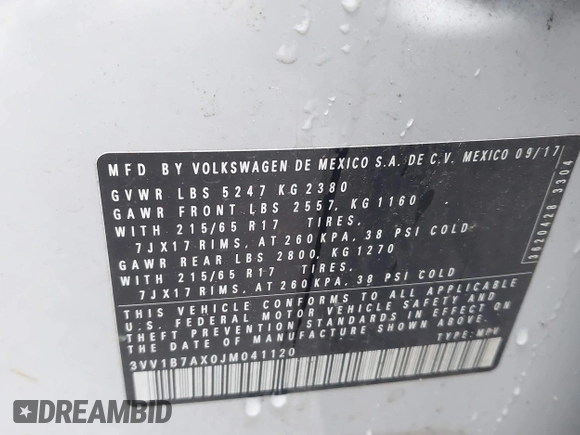 MFD BY VOLKSWAGEN DE MEXICO S.A. DE C.V. MEXICO 09/17
GVWR LBS 5247 KG 2380
GAWR FRONT LBS 2557, KG 1160
WITH 215/65 R17 TIRES.
7JX17 RIMS, AT 260 KPA, 38 PSI COLD
GAWR REAR LBS 2800, KG 1270
WITH 215/65 R17 TIRES,
7JX17 RIMS, AT 260 KPA, 38 PSI COLD
THIS VEHICLE CONFORMS TO ALL APPLICABLE
U.S. FEDERAL MOTOR VEHICLE SAFETY AND
THEFT PREVENTION STANDARDS IN EFFECT ON
THE DATE OF MANUFACTURE SHOWN ABOVE.
3VV1B7AX0JM041120 TYPE: MPV
3620428 3304
DREAMBID